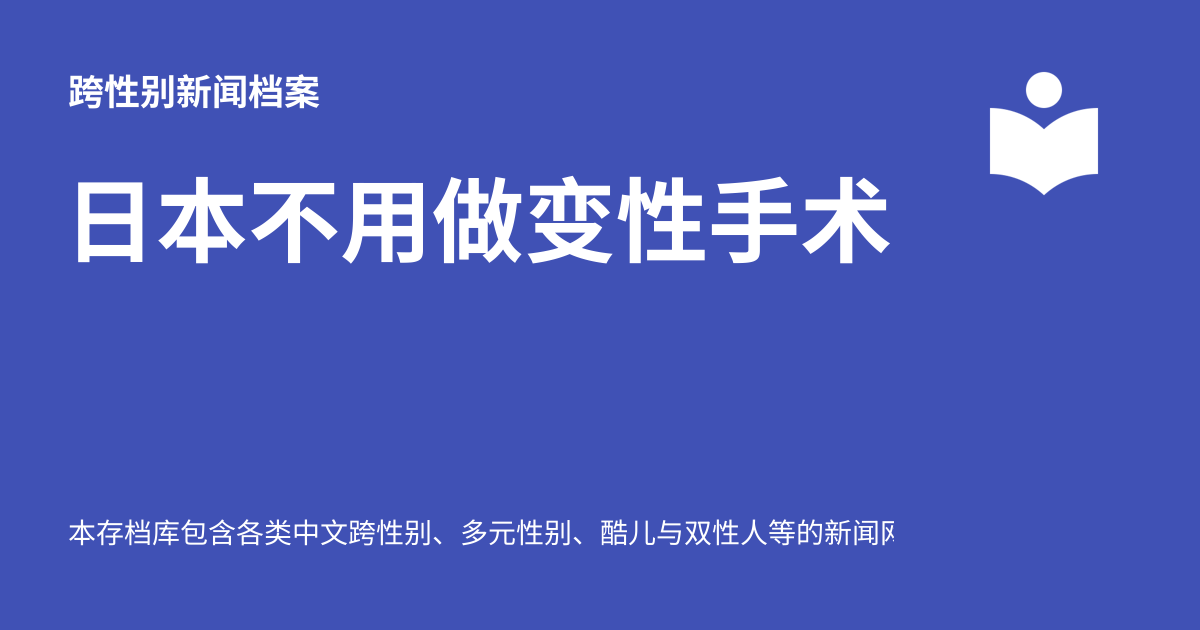 跨性别新闻档案
日本不用做变性手术
本存档库包含各类中文跨性别、多元性别、酷儿与双性人等的新闻